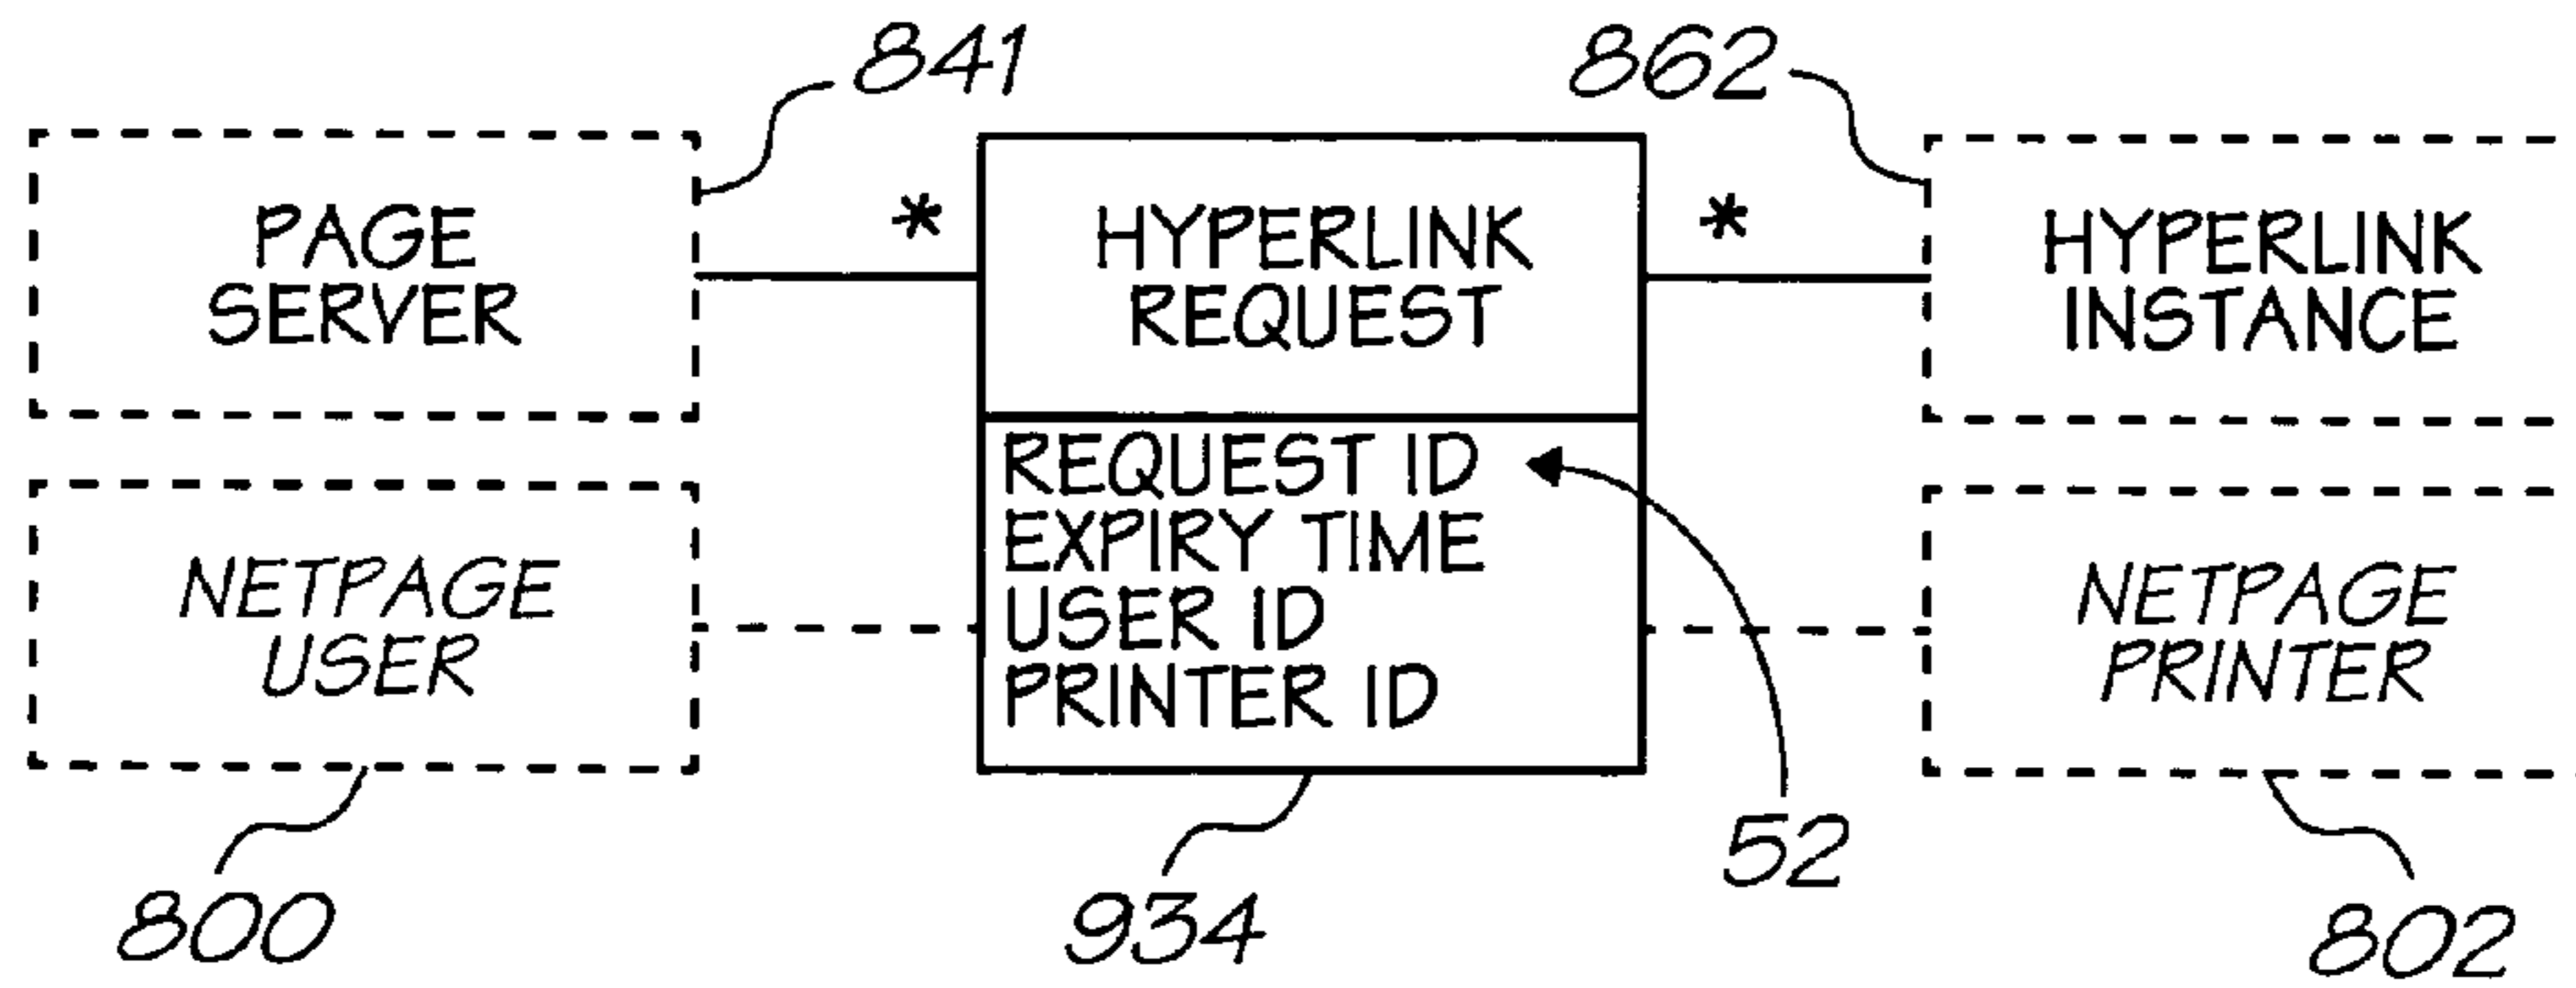 841
862
PAGE
SERVER
*
HYPERLINK
REQUEST
*
HYPERLINK
INSTANCE
REQUEST ID
EXPIRY TIME
USER ID
PRINTER ID
NETPAGE
USER
NETPAGE
PRINTER
52
800
934
802